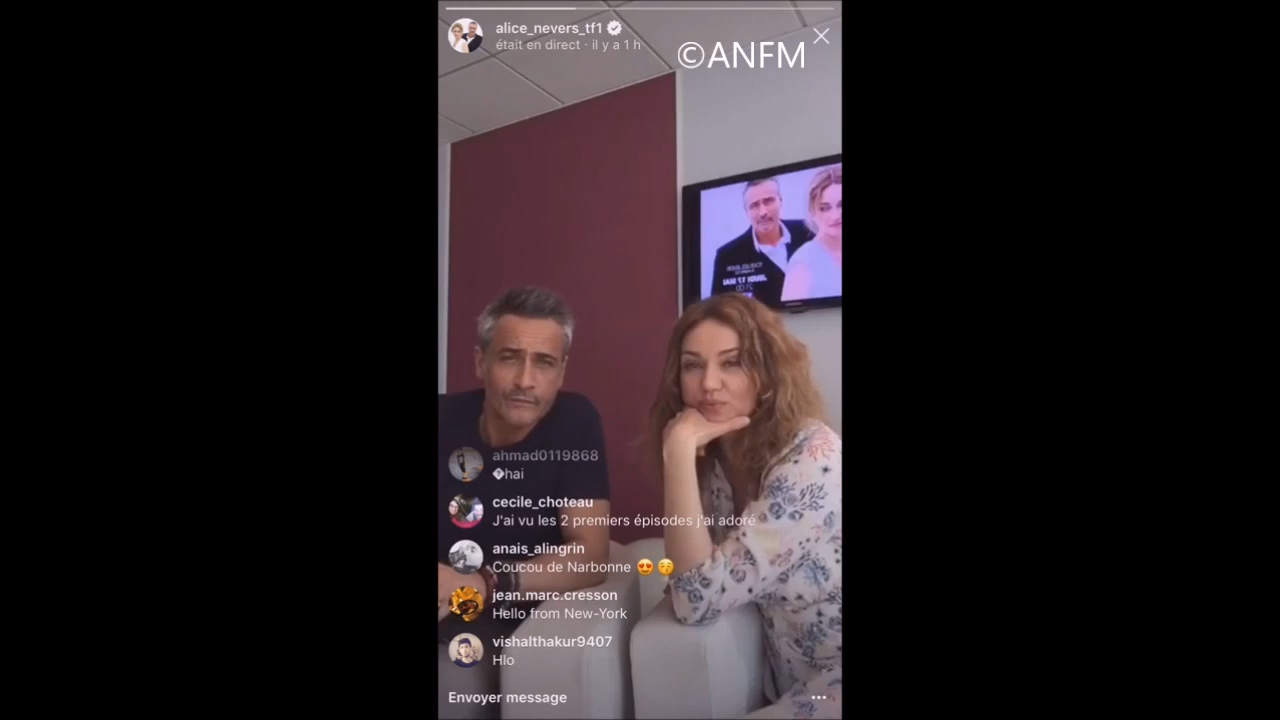 alice_nevers_tf1
était en direct · il y a 1 h
©ANFM
ahmad0119868
�hai
cecile_choteau
J'ai vu les 2 premiers épisodes j'ai adoré
anais_alingrin
Coucou de Narbonne 😍 😚
jean.marc.cresson
Hello from New-York
vishalthakur9407
Hlo
Envoyer message